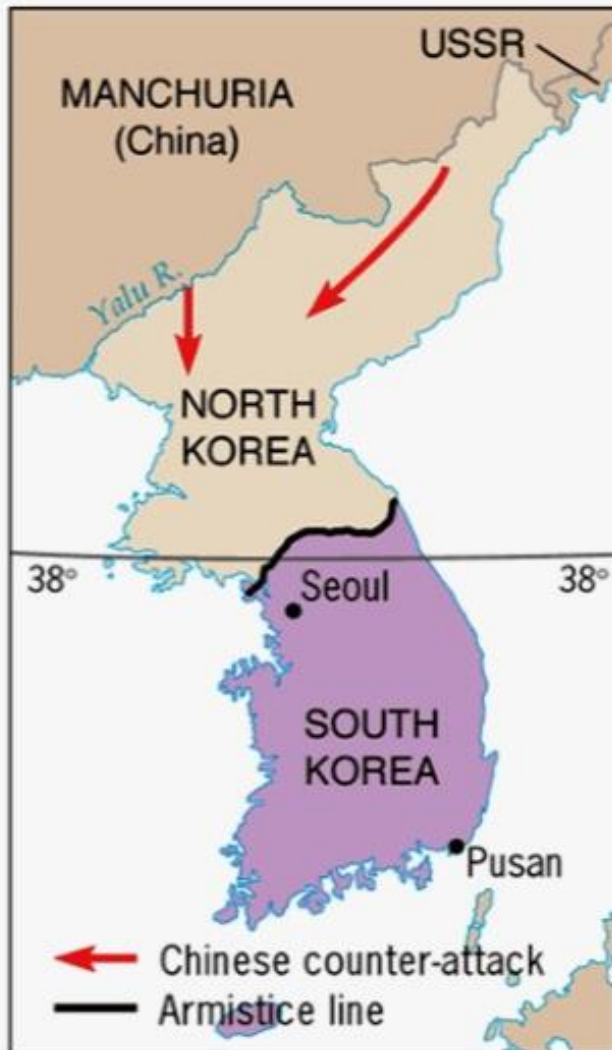 USSR
MANCHURIA
(China)
Yalu R.
NORTH
KOREA
38°
38°
Seoul
SOUTH
KOREA
Pusan
Chinese counter-attack
Armistice line